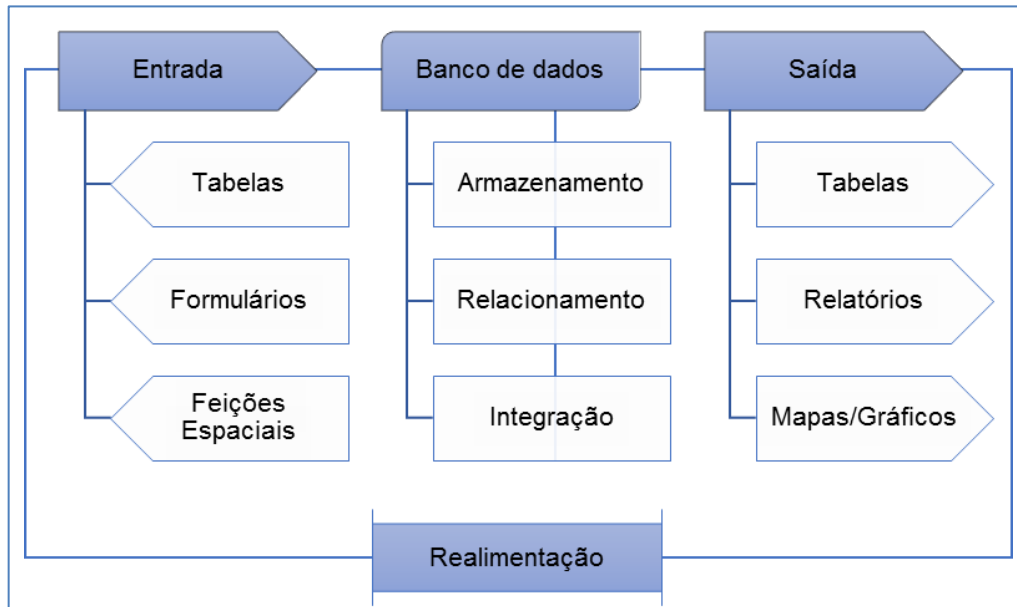 Entrada
Banco de dados
Saída
Tabelas
Armazenamento
Tabelas
Formulários
Relacionamento
Relatórios
Feições
Espaciais
Integração
Mapas/Gráficos
Realimentação